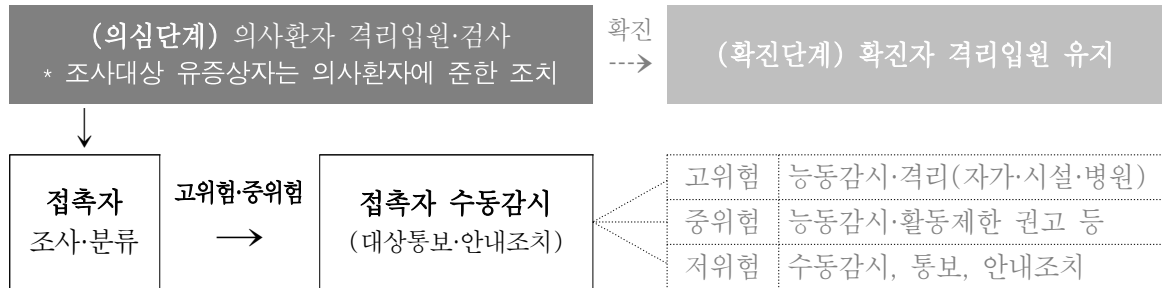 (의심단계) 의사환자 격리입원·검사
* 조사대상 유증상자는 의사환자에 준한 조치
확진
(확진단계) 확진자 격리입원 유지
접촉자
조사·분류
고위험·중위험
접촉자 수동감시
(대상통보·안내조치)
고위험 능동감시·격리(자가·시설·병원)
중위험 능동감시·활동제한 권고 등
저위험 수동감시, 통보, 안내조치